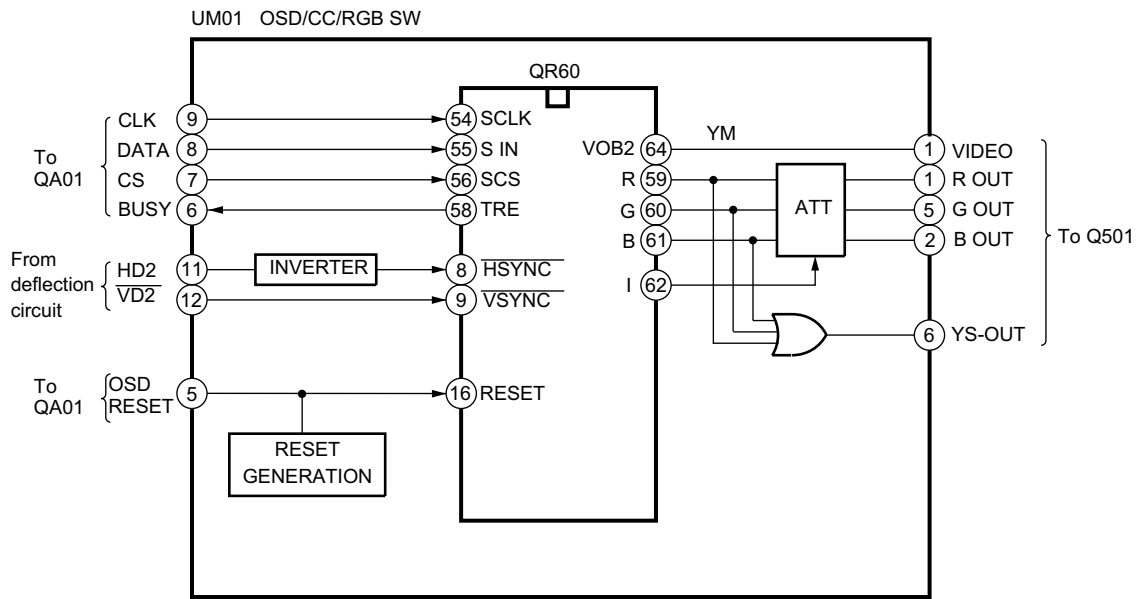 UM01 OSD/CC/RGB SW
QR60
To QA01
CLK 9
DATA 8
CS 7
BUSY 6
54 SCLK
55 S IN
56 SCS
58 TRE
From deflection circuit
HD2 11
VD2 12
INVERTER
8 HSYNC
9 VSYNC
To QA01
OSD RESET 5
16 RESET
RESET
GENERATION
VOB2 64
R 59
G 60
B 61
I 62
YM
ATT
1 VIDEO
1 R OUT
5 G OUT
2 B OUT
6 YS-OUT
To Q501